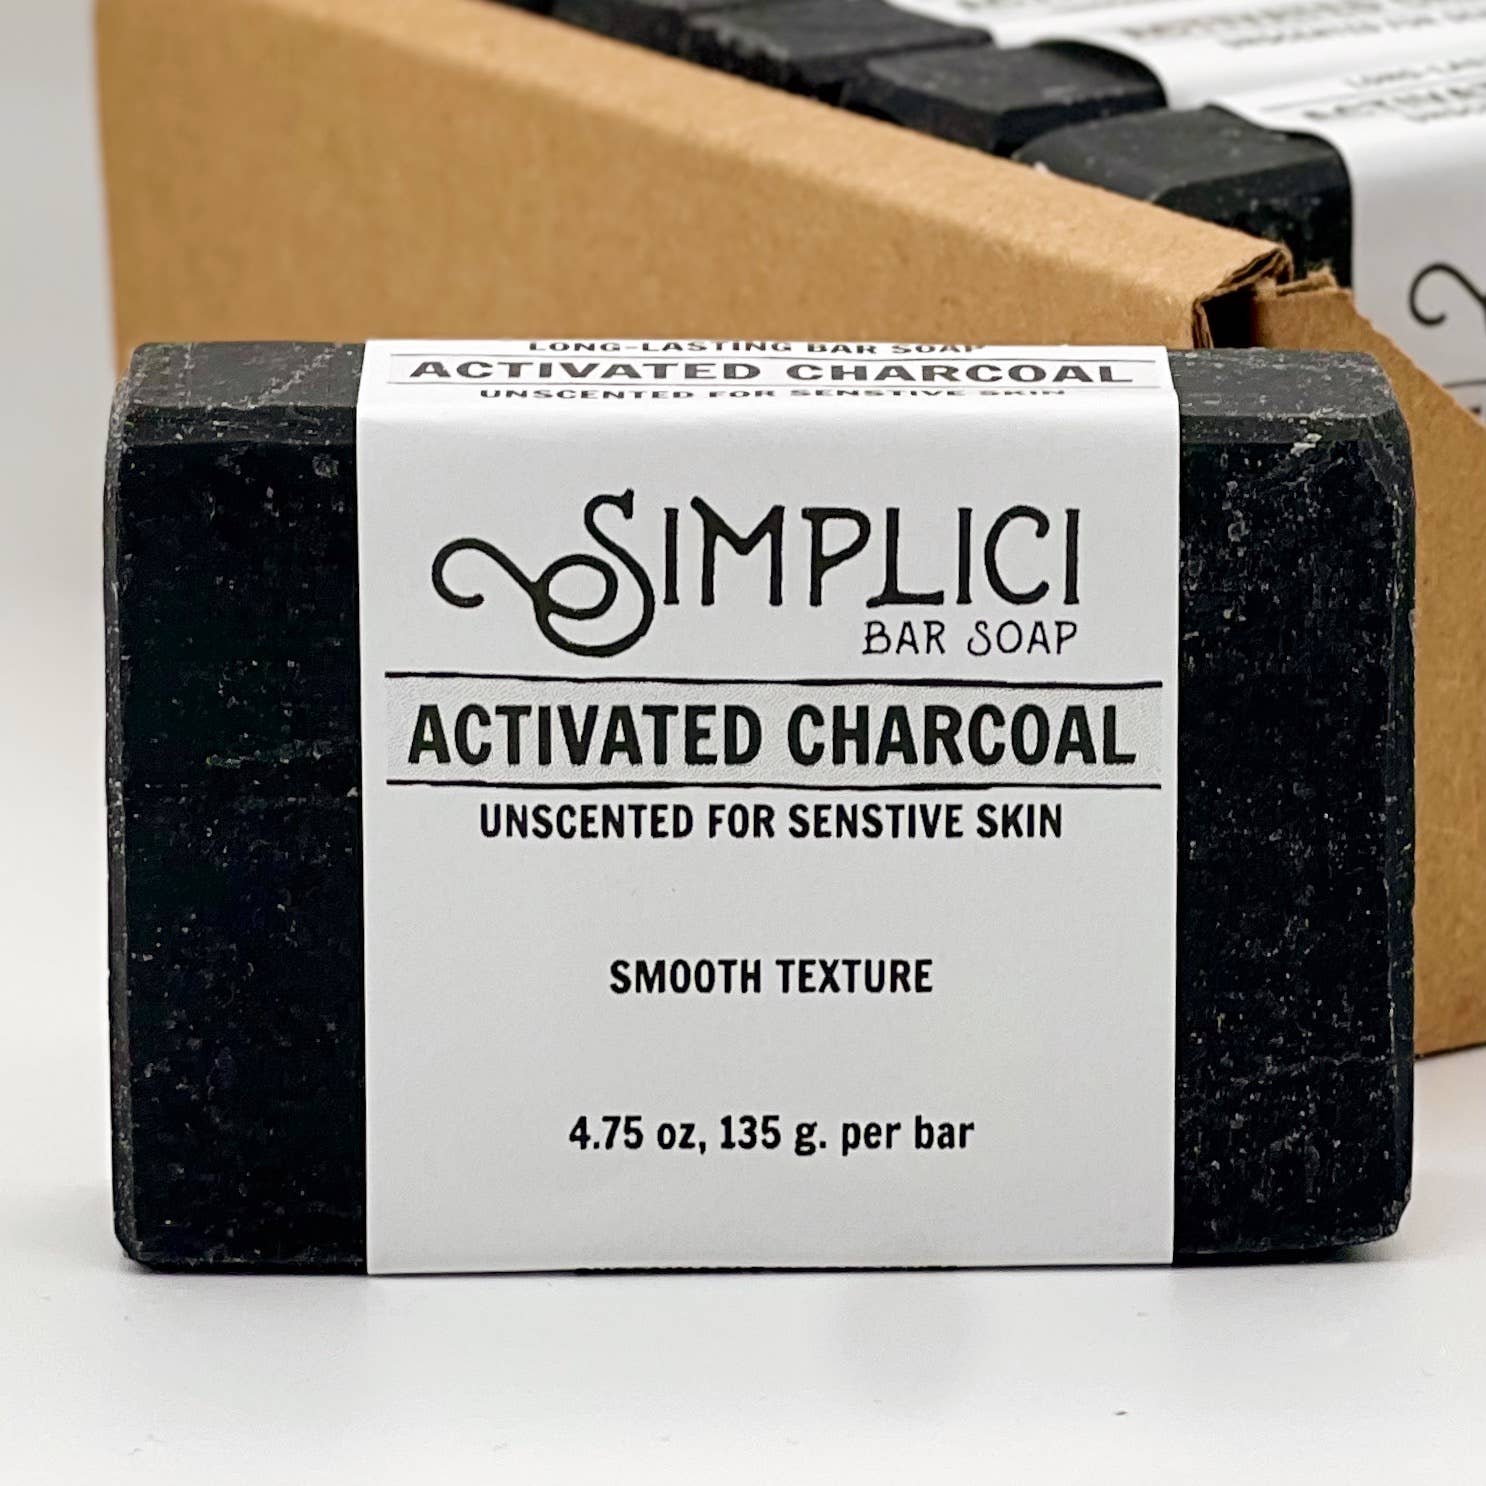 LONG-LASTING BAR SOAP
ACTIVATED CHARCOAL
UNSCENTED FOR SENSTIVE SKIN
SIMPLICI
BAR SOAP
ACTIVATED CHARCOAL
UNSCENTED FOR SENSTIVE SKIN
SMOOTH TEXTURE
4.75 oz, 135 g. per bar